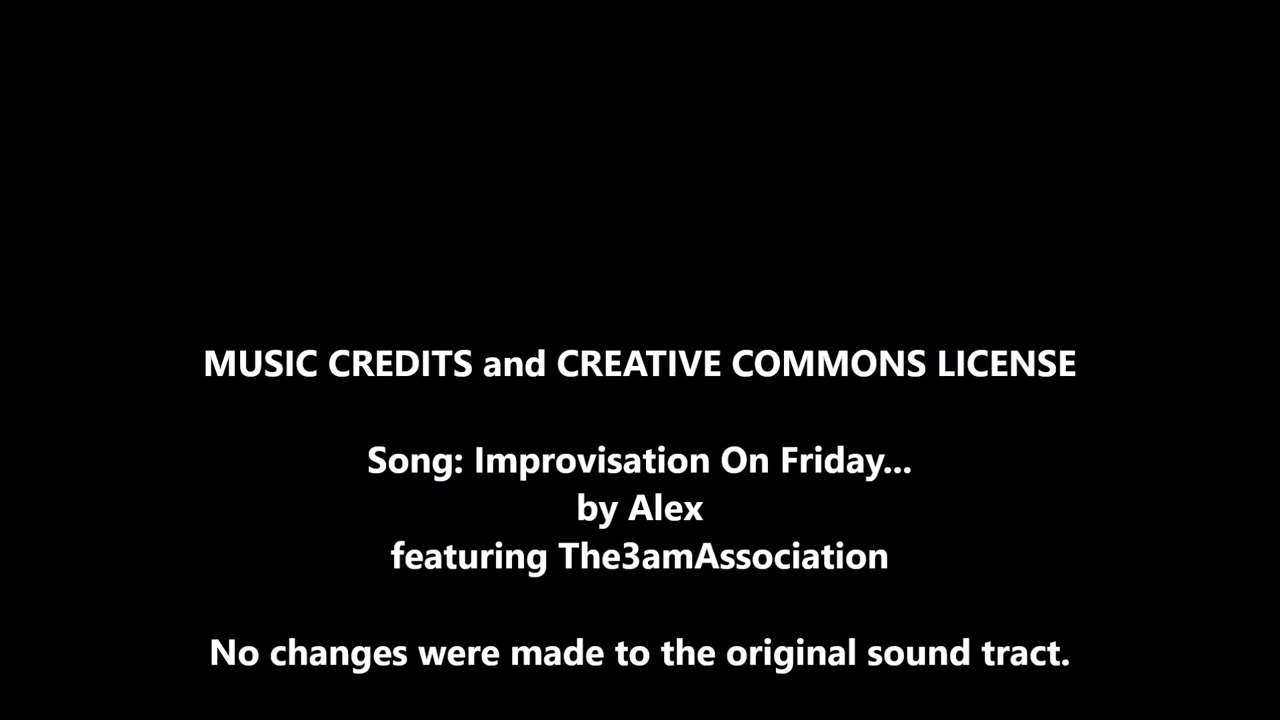 MUSIC CREDITS and CREATIVE COMMONS LICENSE
Song: Improvisation On Friday...
by Alex
featuring The3amAssociation
No changes were made to the original sound tract.